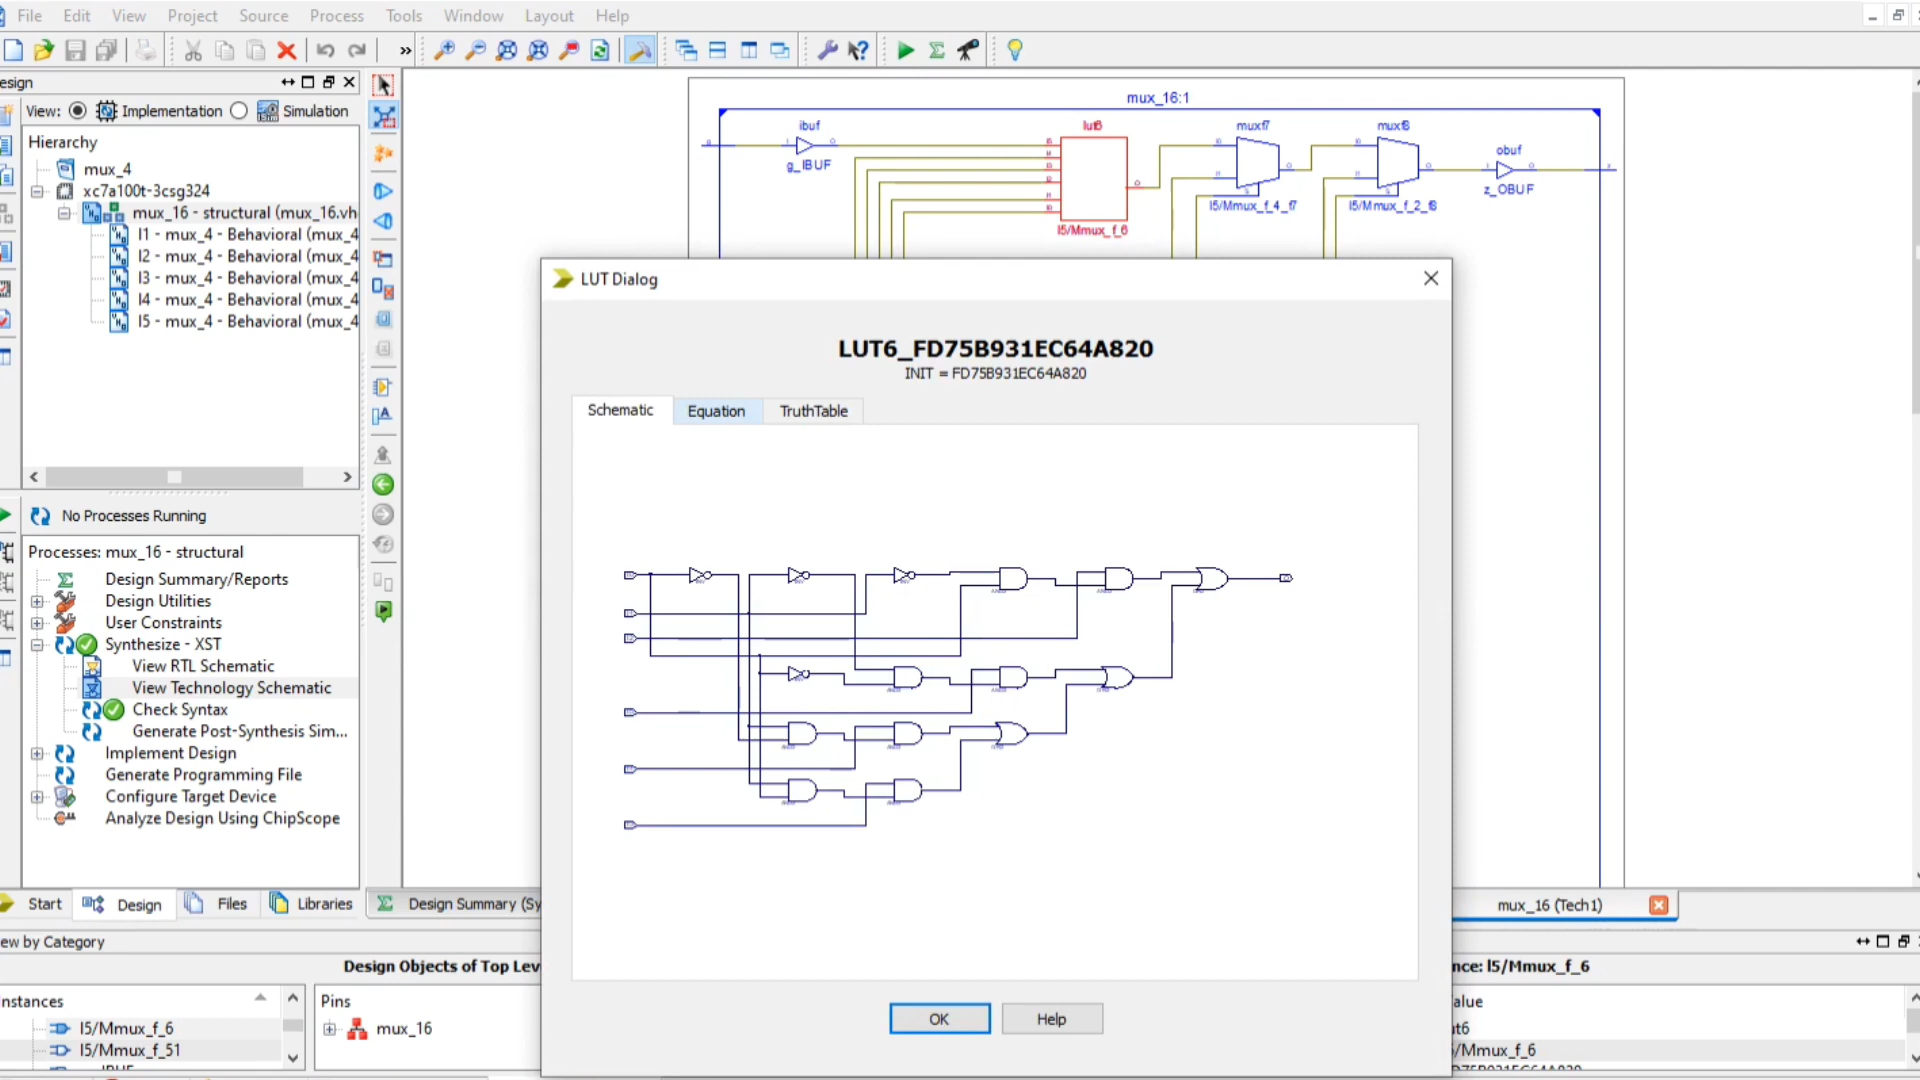 File Edit View Project Source Process Tools Window Layout Help
esign
View: Implementation Simulation
Hierarchy
mux_4
xc7a100t-3csg324
mux_16 - structural (mux_16.vh
I1 - mux_4 - Behavioral (mux_4
I2 - mux_4 - Behavioral (mux_4
I3 - mux_4 - Behavioral (mux_4
I4 - mux_4 - Behavioral (mux_4
I5 - mux_4 - Behavioral (mux_4
No Processes Running
Processes: mux_16 - structural
Design Summary/Reports
Design Utilities
User Constraints
Synthesize - XST
View RTL Schematic
View Technology Schematic
Check Syntax
Generate Post-Synthesis Sim...
Implement Design
Generate Programming File
Configure Target Device
Analyze Design Using ChipScope
Start Design Files Libraries
Design Summary (Sy
mux_16 (Tech1)
mux_16:1
ibuf
g_IBUF
lut6
I5/Mmux_f_6
muxf7
I5/Mmux_f_4_f7
muxf8
I5/Mmux_f_2_f8
obuf
z_OBUF
LUT Dialog
LUT6_FD75B931EC64A820
INIT = FD75B931EC64A820
Schematic Equation TruthTable
OK Help
ew by Category
Design Objects of Top Lev
nstances
I5/Mmux_f_6
I5/Mmux_f_51
Pins
mux_16
nce: I5/Mmux_f_6
alue
ut6
/Mmux_f_6